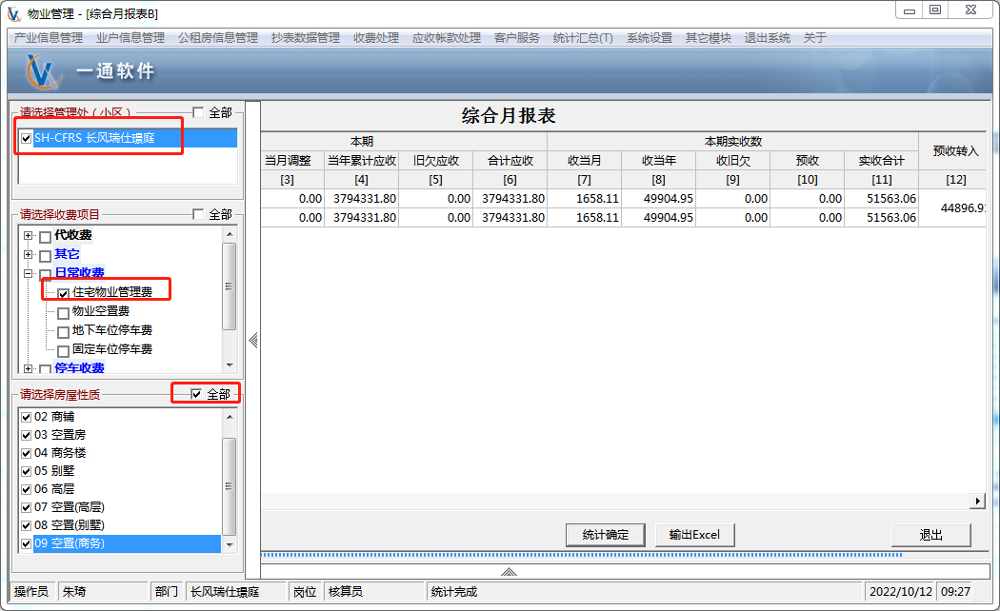 物业管理 - [综合月报表B]
产业信息管理 业户信息管理 公租房信息管理 抄表数据管理 收费处理 应收帐款处理 客户服务 统计汇总(T) 系统设置 其它模块 退出系统 关于
一通软件
请选择管理处（小区） 全部
SH-CFRS 长风瑞仕璟庭
请选择收费项目 全部
代收费
其它
日常收费
住宅物业管理费
物业空置费
地下车位停车费
固定车位停车费
停车收费
请选择房屋性质 全部
02 商铺
03 空置房
04 商务楼
05 别墅
06 高层
07 空置(高层)
08 空置(别墅)
09 空置(商务)
综合月报表
本期 本期实收数 预收转入
当月调整 当年累计应收 旧欠应收 合计应收 收当月 收当年 收旧欠 预收 实收合计
[3] [4] [5] [6] [7] [8] [9] [10] [11] [12]
0.00 3794331.80 0.00 3794331.80 1658.11 49904.95 0.00 0.00 51563.06
44896.9
0.00 3794331.80 0.00 3794331.80 1658.11 49904.95 0.00 0.00 51563.06
统计确定 输出Excel 退出
操作员 朱琦 部门 长风瑞仕璟庭 岗位 核算员 统计完成 2022/10/12 09:27